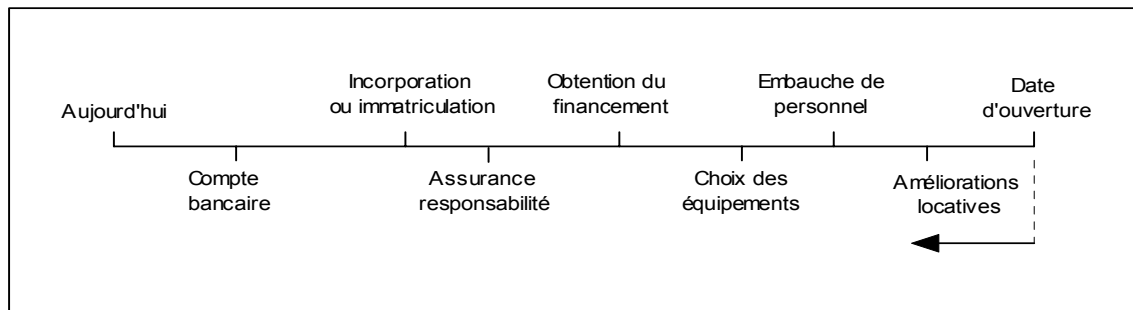 Aujourd'hui
Incorporation
ou immatriculation
Obtention du
financement
Embauche de
personnel
Date
d'ouverture
Compte
bancaire
Assurance
responsabilité
Choix des
équipements
Améliorations
locatives